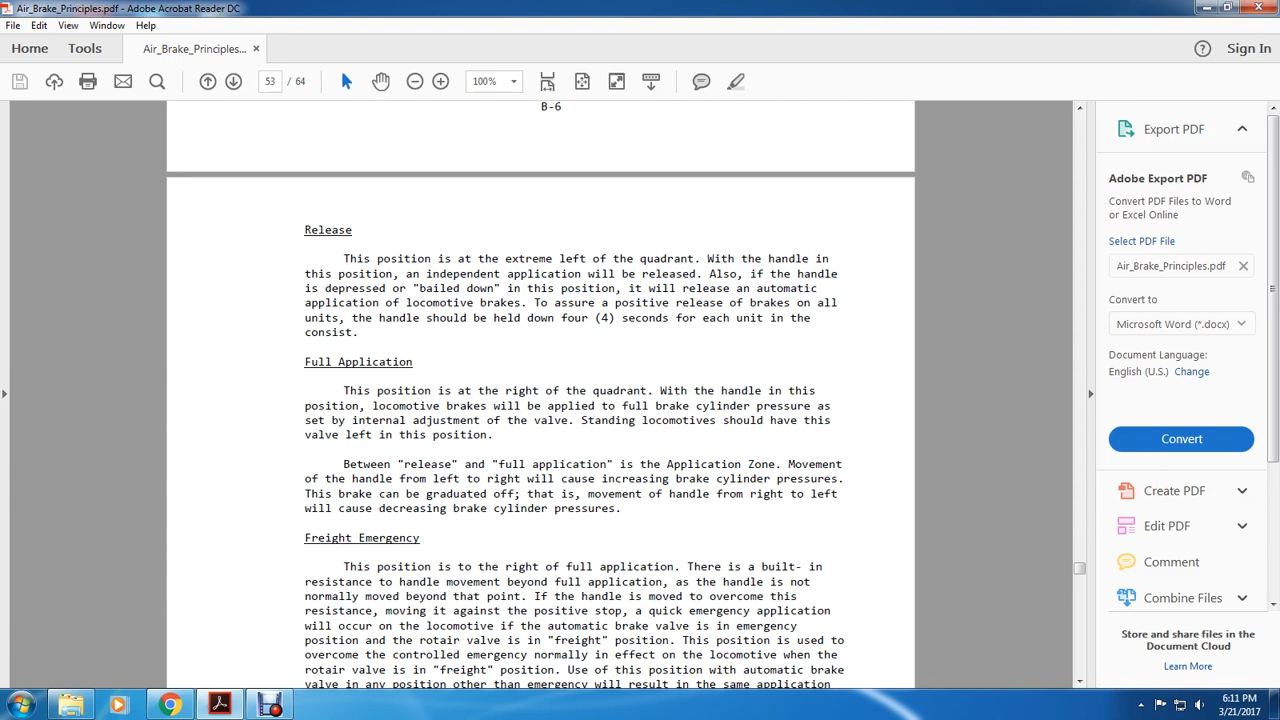 Air_Brake_Principles.pdf - Adobe Acrobat Reader DC
File Edit View Window Help
Home Tools Air_Brake_Principles... × Sign In
53 / 64 100%
B-6
Release
This position is at the extreme left of the quadrant. With the handle in
this position, an independent application will be released. Also, if the handle
is depressed or "bailed down" in this position, it will release an automatic
application of locomotive brakes. To assure a positive release of brakes on all
units, the handle should be held down four (4) seconds for each unit in the
consist.
Full Application
This position is at the right of the quadrant. With the handle in this
position, locomotive brakes will be applied to full brake cylinder pressure as
set by internal adjustment of the valve. Standing locomotives should have this
valve left in this position.
Between "release" and "full application" is the Application Zone. Movement
of the handle from left to right will cause increasing brake cylinder pressures.
This brake can be graduated off; that is, movement of handle from right to left
will cause decreasing brake cylinder pressures.
Freight Emergency
This position is to the right of full application. There is a built- in
resistance to handle movement beyond full application, as the handle is not
normally moved beyond that point. If the handle is moved to overcome this
resistance, moving it against the positive stop, a quick emergency application
will occur on the locomotive if the automatic brake valve is in emergency
position and the rotair valve is in "freight" position. This position is used to
overcome the controlled emergency normally in effect on the locomotive when the
rotair valve is in "freight" position. Use of this position with automatic brake
valve in any position other than emergency will result in the same application
Export PDF
Adobe Export PDF
Convert PDF Files to Word
or Excel Online
Select PDF File
Air_Brake_Principles.pdf
Convert to
Microsoft Word (*.docx)
Document Language:
English (U.S.) Change
Convert
Create PDF
Edit PDF
Comment
Combine Files
Store and share files in the
Document Cloud
Learn More
6:11 PM
3/21/2017